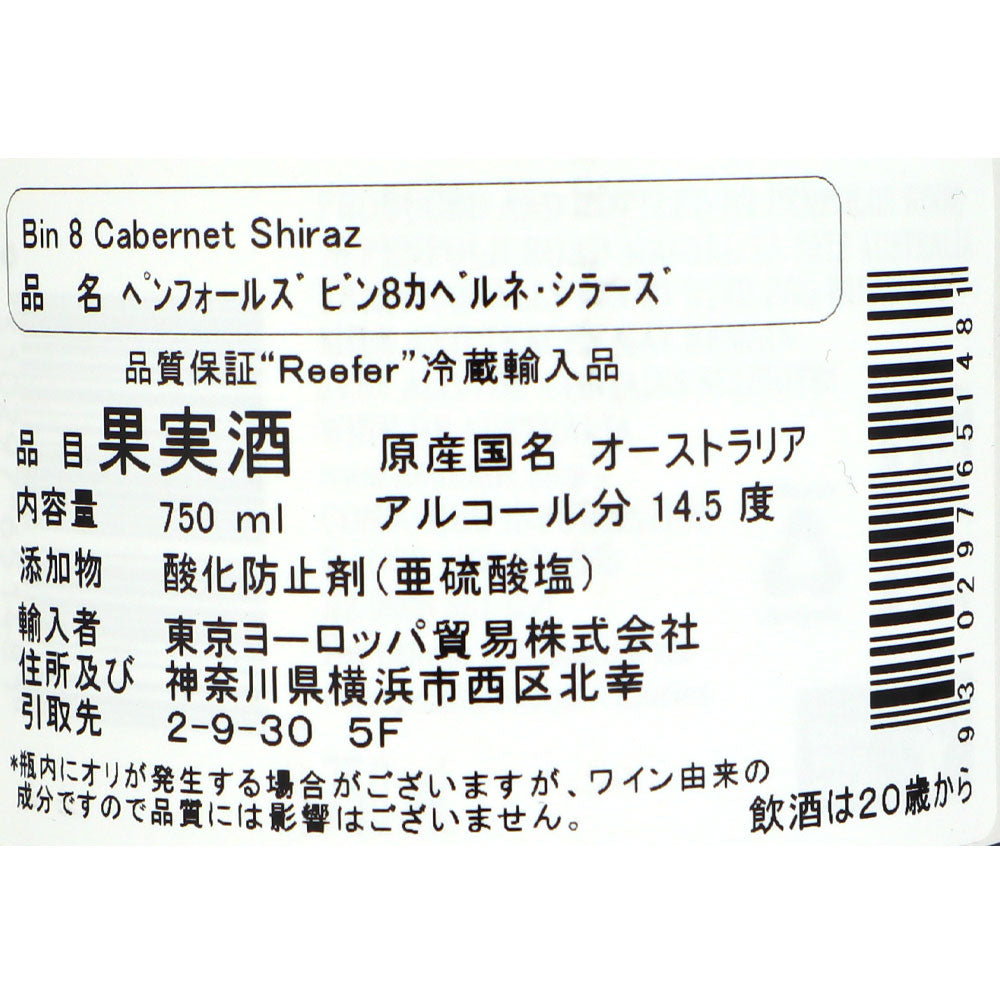 Bin 8 Cabernet Shiraz
品 名 ペンフォールズ ビン8カベルネ・シラーズ
品質保証“Reefer”冷蔵輸入品
品 目 果実酒 原産国名 オーストラリア
内容量 750 ml アルコール分 14.5 度
添加物 酸化防止剤(亜硫酸塩)
輸入者 東京ヨーロッパ貿易株式会社
住所及び 神奈川県横浜市西区北幸
引取先 2-9-30 5F
*瓶内にオリが発生する場合がございますが、ワイン由来の
成分ですので品質には影響はございません。
飲酒は20歳から
9310297651481